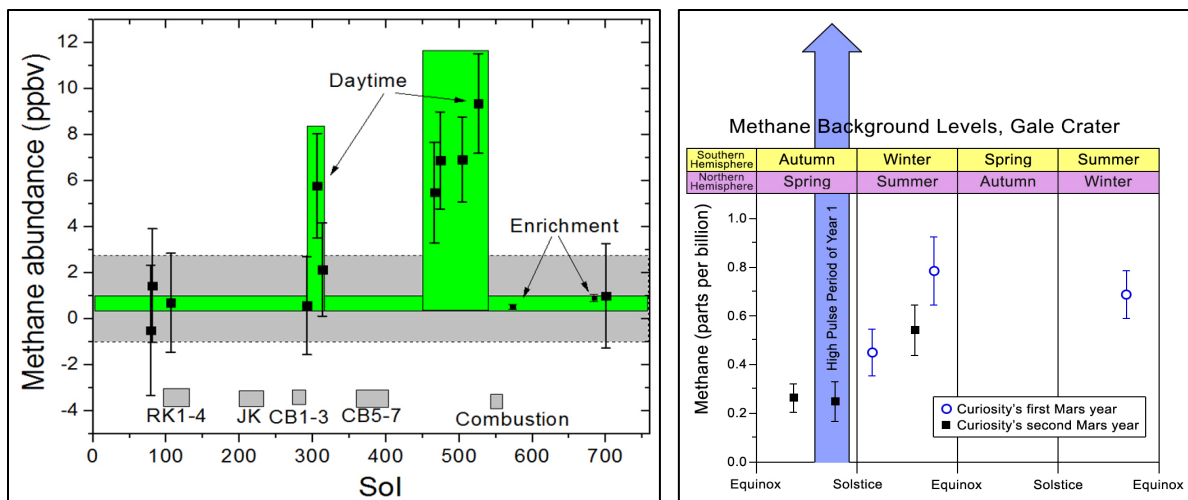 Methane abundance (ppbv)
12
10
8
6
4
2
0
-2
-4
Daytime
Enrichment
RK1-4
JK
CB1-3
CB5-7
Combustion
0
100
200
300
400
500
600
700
Sol
Methane Background Levels, Gale Crater
Southern Hemisphere
Autumn
Winter
Spring
Summer
Northern Hemisphere
Spring
Summer
Autumn
Winter
Methane (parts per billion)
1.0
0.8
0.6
0.4
0.2
0.0
High Pulse Period of Year 1
Curiosity's first Mars year
Curiosity's second Mars year
Equinox
Solstice
Equinox
Solstice
Equinox